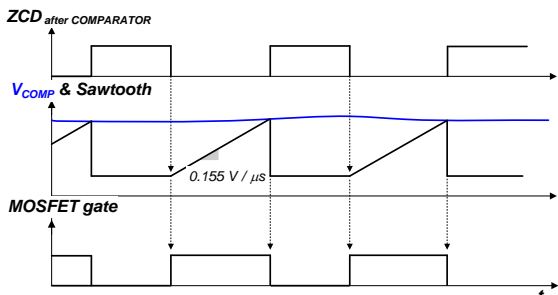 ZCD after COMPARATOR
VCOMP & Sawtooth
0.155 V / μs
MOSFET gate
t